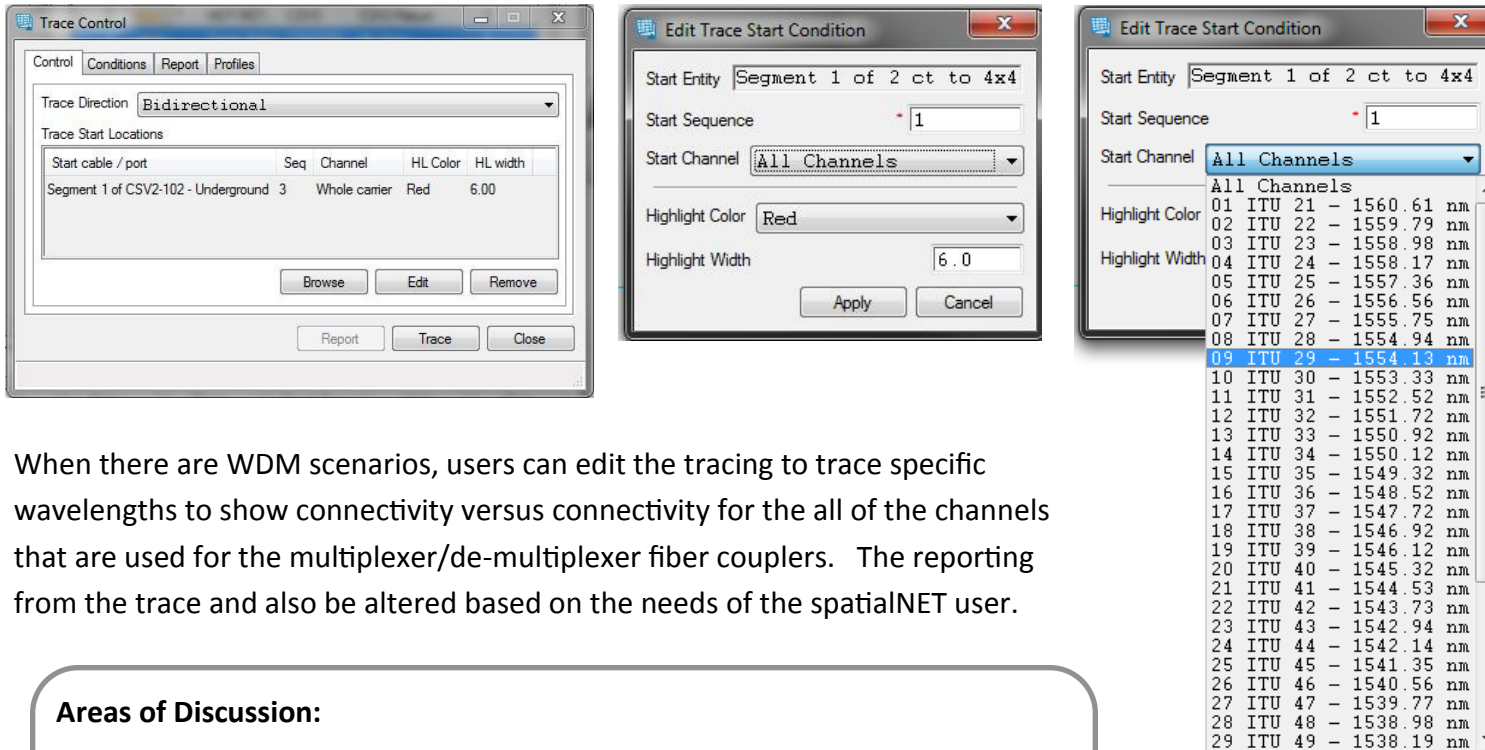 Trace Control
Control Conditions Report Profiles
Trace Direction Bidirectional
Trace Start Locations
Start cable / port Seq Channel HL Color HL width
Segment 1 of CSV2-102 - Underground 3 Whole carrier Red 6.00
Browse Edit Remove
Report Trace Close
Edit Trace Start Condition
Start Entity Segment 1 of 2 ct to 4x4
Start Sequence * 1
Start Channel All Channels
Highlight Color Red
Highlight Width 6.0
Apply Cancel
Edit Trace Start Condition
Start Entity Segment 1 of 2 ct to 4x4
Start Sequence * 1
Start Channel All Channels
Highlight Color
Highlight Width
All Channels
01 ITU 21 - 1560.61 nm
02 ITU 22 - 1559.79 nm
03 ITU 23 - 1558.98 nm
04 ITU 24 - 1558.17 nm
05 ITU 25 - 1557.36 nm
06 ITU 26 - 1556.56 nm
07 ITU 27 - 1555.75 nm
08 ITU 28 - 1554.94 nm
09 ITU 29 - 1554.13 nm
10 ITU 30 - 1553.33 nm
11 ITU 31 - 1552.52 nm
12 ITU 32 - 1551.72 nm
13 ITU 33 - 1550.92 nm
14 ITU 34 - 1550.12 nm
15 ITU 35 - 1549.32 nm
16 ITU 36 - 1548.52 nm
17 ITU 37 - 1547.72 nm
18 ITU 38 - 1546.92 nm
19 ITU 39 - 1546.12 nm
20 ITU 40 - 1545.32 nm
21 ITU 41 - 1544.53 nm
22 ITU 42 - 1543.73 nm
23 ITU 43 - 1542.94 nm
24 ITU 44 - 1542.14 nm
25 ITU 45 - 1541.35 nm
26 ITU 46 - 1540.56 nm
27 ITU 47 - 1539.77 nm
28 ITU 48 - 1538.98 nm
29 ITU 49 - 1538.19 nm
When there are WDM scenarios, users can edit the tracing to trace specific
wavelengths to show connectivity versus connectivity for the all of the channels
that are used for the multiplexer/de-multiplexer fiber couplers. The reporting
from the trace and also be altered based on the needs of the spatialNET user.
Areas of Discussion: